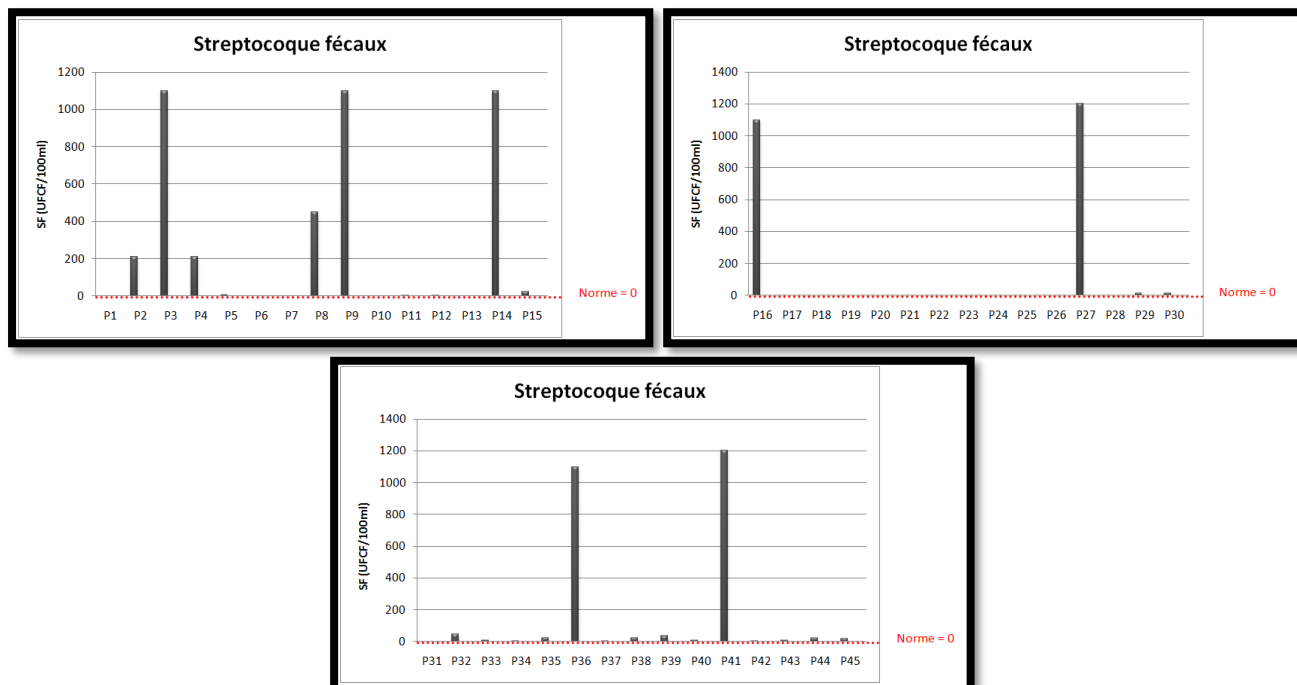 Streptocoque fécaux
1200
1000
800
600
400
200
0
SF (UFCF/100ml)
P1 P2 P3 P4 P5 P6 P7 P8 P9 P10 P11 P12 P13 P14 P15
Norme = 0
Streptocoque fécaux
1400
1200
1000
800
600
400
200
0
SF (UFCF/100ml)
P16 P17 P18 P19 P20 P21 P22 P23 P24 P25 P26 P27 P28 P29 P30
Norme = 0
Streptocoque fécaux
1400
1200
1000
800
600
400
200
0
SF (UFCF/100ml)
P31 P32 P33 P34 P35 P36 P37 P38 P39 P40 P41 P42 P43 P44 P45
Norme = 0